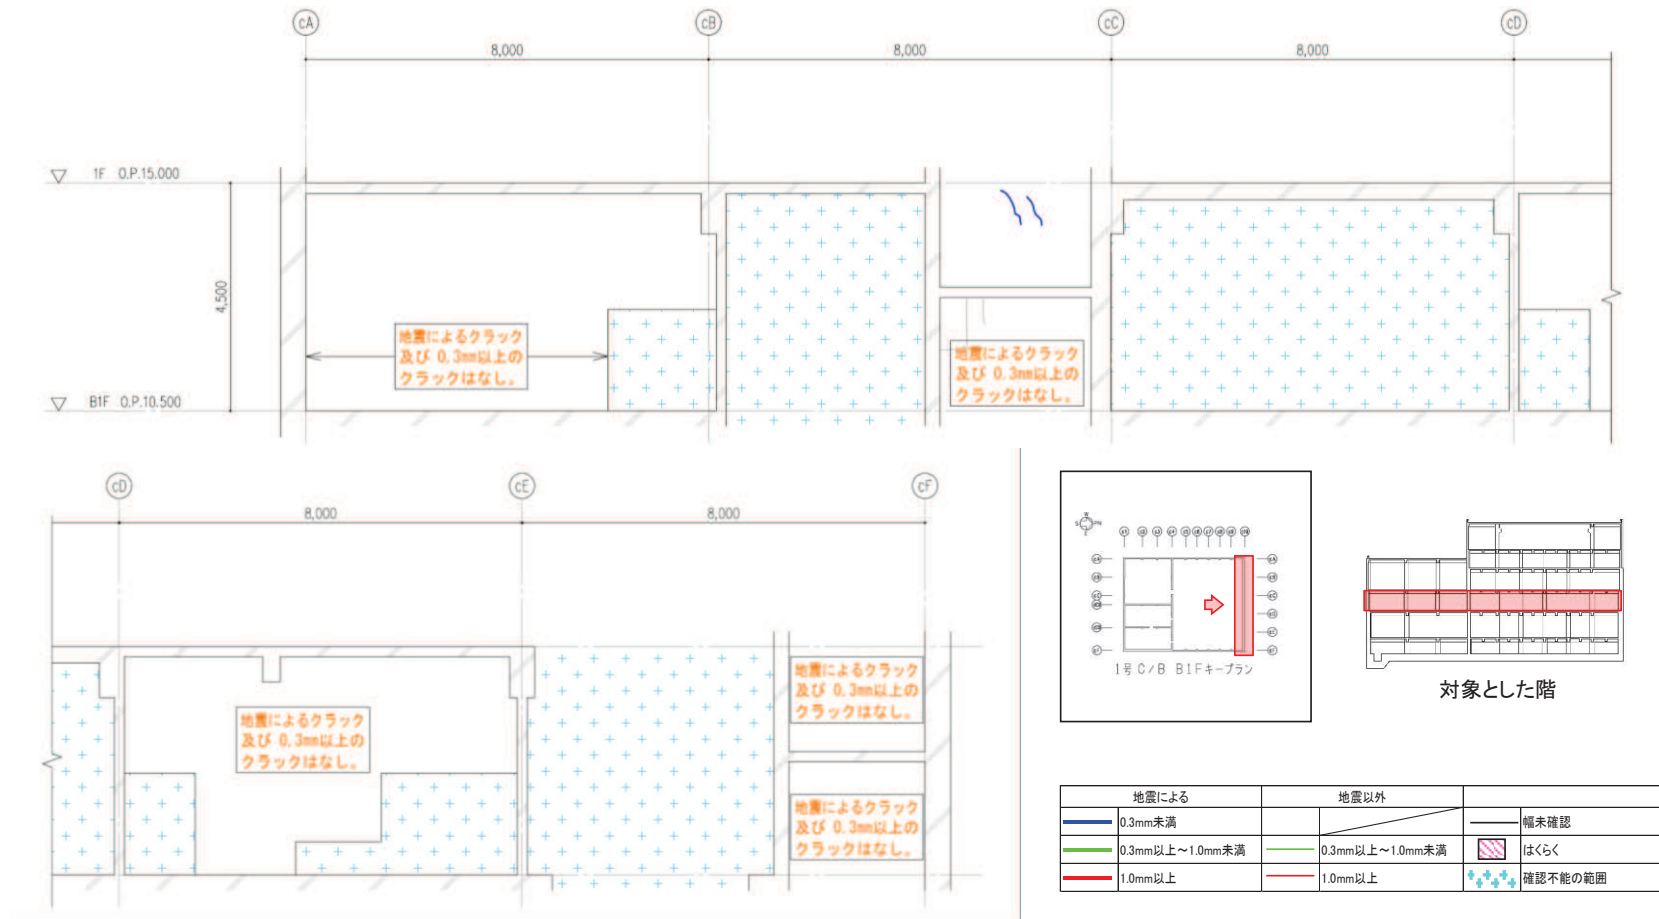 cA cB cC cD
8,000 8,000 8,000
1F O.P.15.000
4,500
地震によるクラック
及び 0.3mm以上の
クラックはなし。
地震によるクラック
及び 0.3mm以上の
クラックはなし。
B1F O.P.10.500
cD cE cF
8,000 8,000
地震によるクラック
及び 0.3mm以上の
クラックはなし。
地震によるクラック
及び 0.3mm以上の
クラックはなし。
地震によるクラック
及び 0.3mm以上の
クラックはなし。
1号 C/B B1Fキープラン
対象とした階
地震による 地震以外
0.3mm未満 幅未確認
0.3mm以上～1.0mm未満 0.3mm以上～1.0mm未満 はくらく
1.0mm以上 1.0mm以上 確認不能の範囲